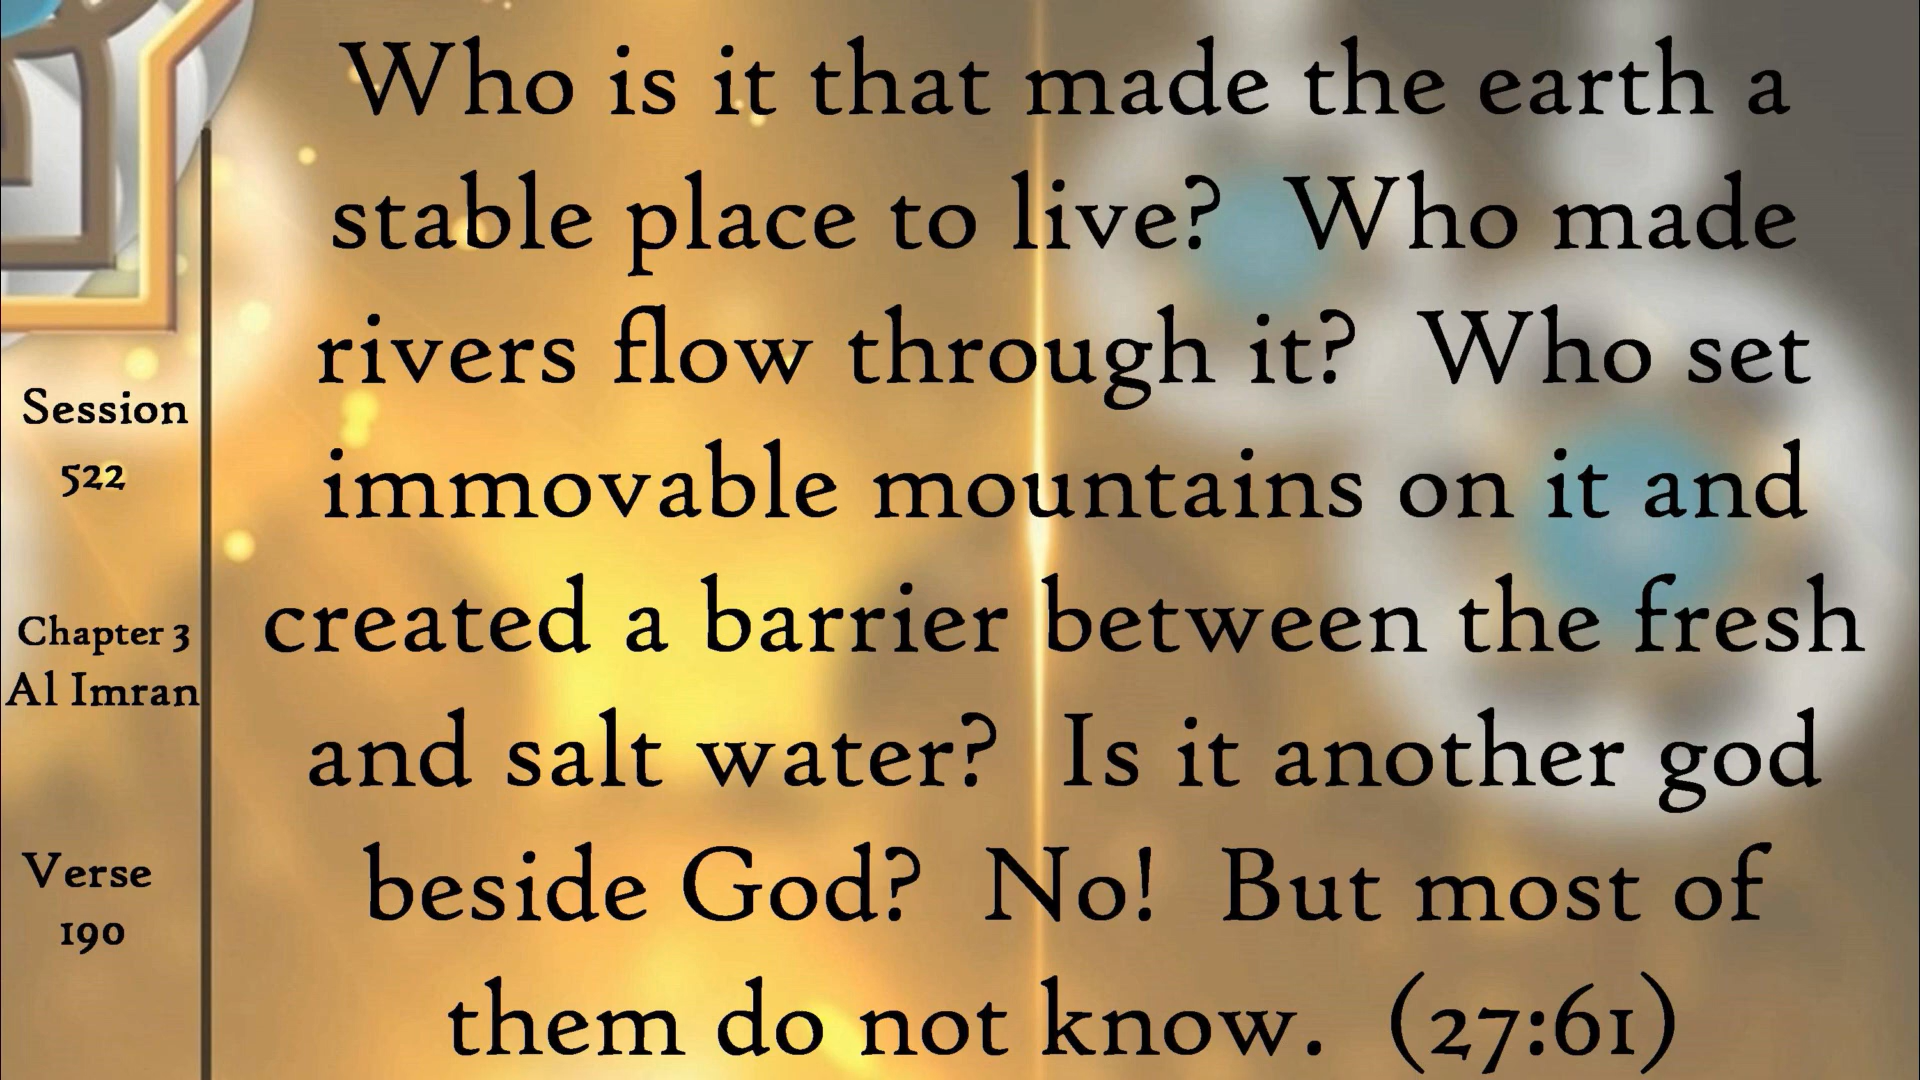 Who is it that made the earth a
stable place to live? Who made
rivers flow through it? Who set
immovable mountains on it and
created a barrier between the fresh
and salt water? Is it another god
beside God? No! But most of
them do not know. (27:61)
Session
522
Chapter 3
Al Imran
Verse
190